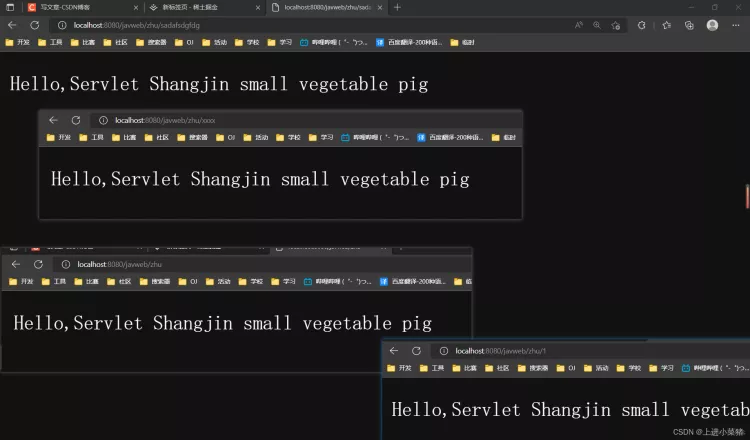 写文章-CSDN博客 新标签页 - 稀土掘金 localhost:8080/javweb/zhu/sada
localhost:8080/javweb/zhu/sadafsdgfdg
开发 工具 比赛 社区 搜索器 OJ 活动 学校 学习 哔哩哔哩 ( ゜- ゜)つ... 百度翻译-200种语... 临时
Hello,Servlet Shangjin small vegetable pig
localhost:8080/javweb/zhu/xxxx
开发 工具 比赛 社区 搜索器 OJ 活动 学校 学习 哔哩哔哩 ( ゜- ゜)つ... 百度翻译-200种语... 临时
Hello,Servlet Shangjin small vegetable pig
localhost:8080/javweb/zhu
开发 工具 比赛 社区 搜索器 OJ 活动 学校 学习 哔哩哔哩 ( ゜- ゜)つ... 百度翻译-200种语... 临
Hello,Servlet Shangjin small vegetable pig
localhost:8080/javweb/zhu/1
开发 工具 比赛 社区 搜索器 OJ 活动 学校 学习 哔哩哔哩 ( ゜- ゜)つ...
Hello,Servlet Shangjin small vegetab
CSDN @上进小菜猪